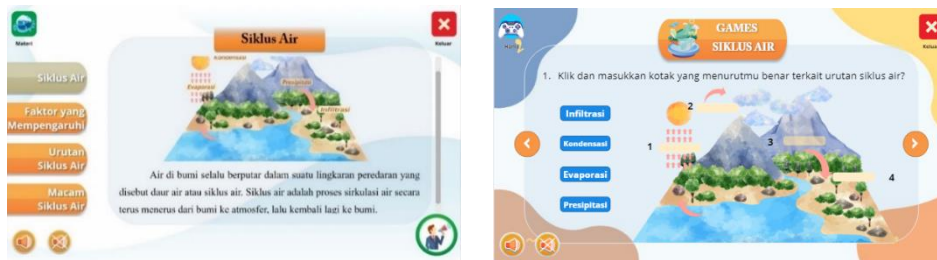 Siklus Air
Materi
Keluar
Siklus Air
Faktor yang
Mempengaruhi
Urutan
Siklus Air
Macam
Siklus Air
Kondensasi
Evaporasi
Presipitasi
Infiltrasi
Air di bumi selalu berputar dalam suatu lingkaran peredaran yang
disebut daur air atau siklus air. Siklus air adalah proses sirkulasi air secara
terus menerus dari bumi ke atmosfer, lalu kembali lagi ke bumi.
GAMES
SIKLUS AIR
2
1. Klik dan masukkan kotak yang menurutmu benar terkait urutan siklus air?
Infiltrasi
Kondensasi
Evaporasi
Presipitasi
1
2
3
4